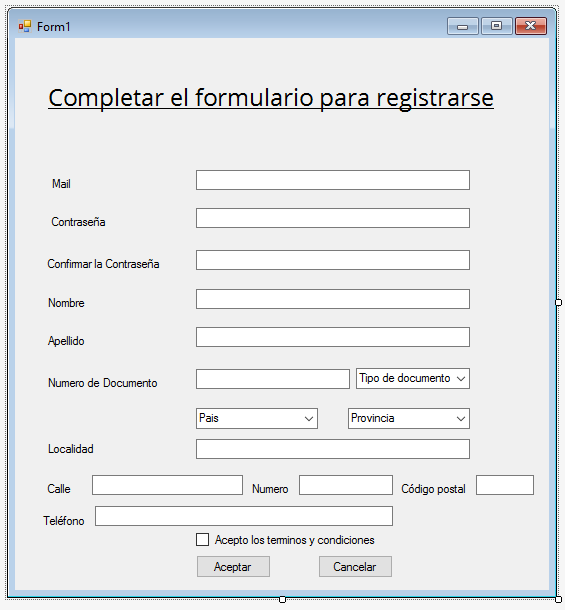 Form1
Completar el formulario para registrarse
Mail
Contraseña
Confirmar la Contraseña
Nombre
Apellido
Numero de Documento Tipo de documento
Pais Provincia
Localidad
Calle Numero Código postal
Teléfono
Acepto los terminos y condiciones
Aceptar Cancelar